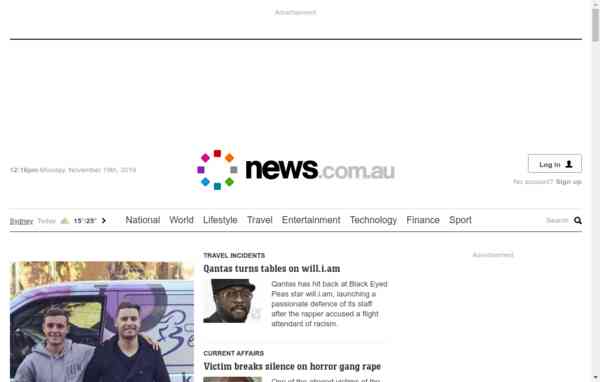 Advertisement
12:16pm Monday, November 18th, 2019
news.com.au
Log in
No account? Sign up
Sydney Today 15°/25°
National World Lifestyle Travel Entertainment Technology Finance Sport
Search
Advertisement
TRAVEL INCIDENTS
Qantas turns tables on will.i.am
Qantas has hit back at Black Eyed
Peas star will.i.am, launching a
passionate defence of its staff
after the rapper accused a flight
attendant of racism.
CURRENT AFFAIRS
Victim breaks silence on horror gang rape
One of the alleged victims of the